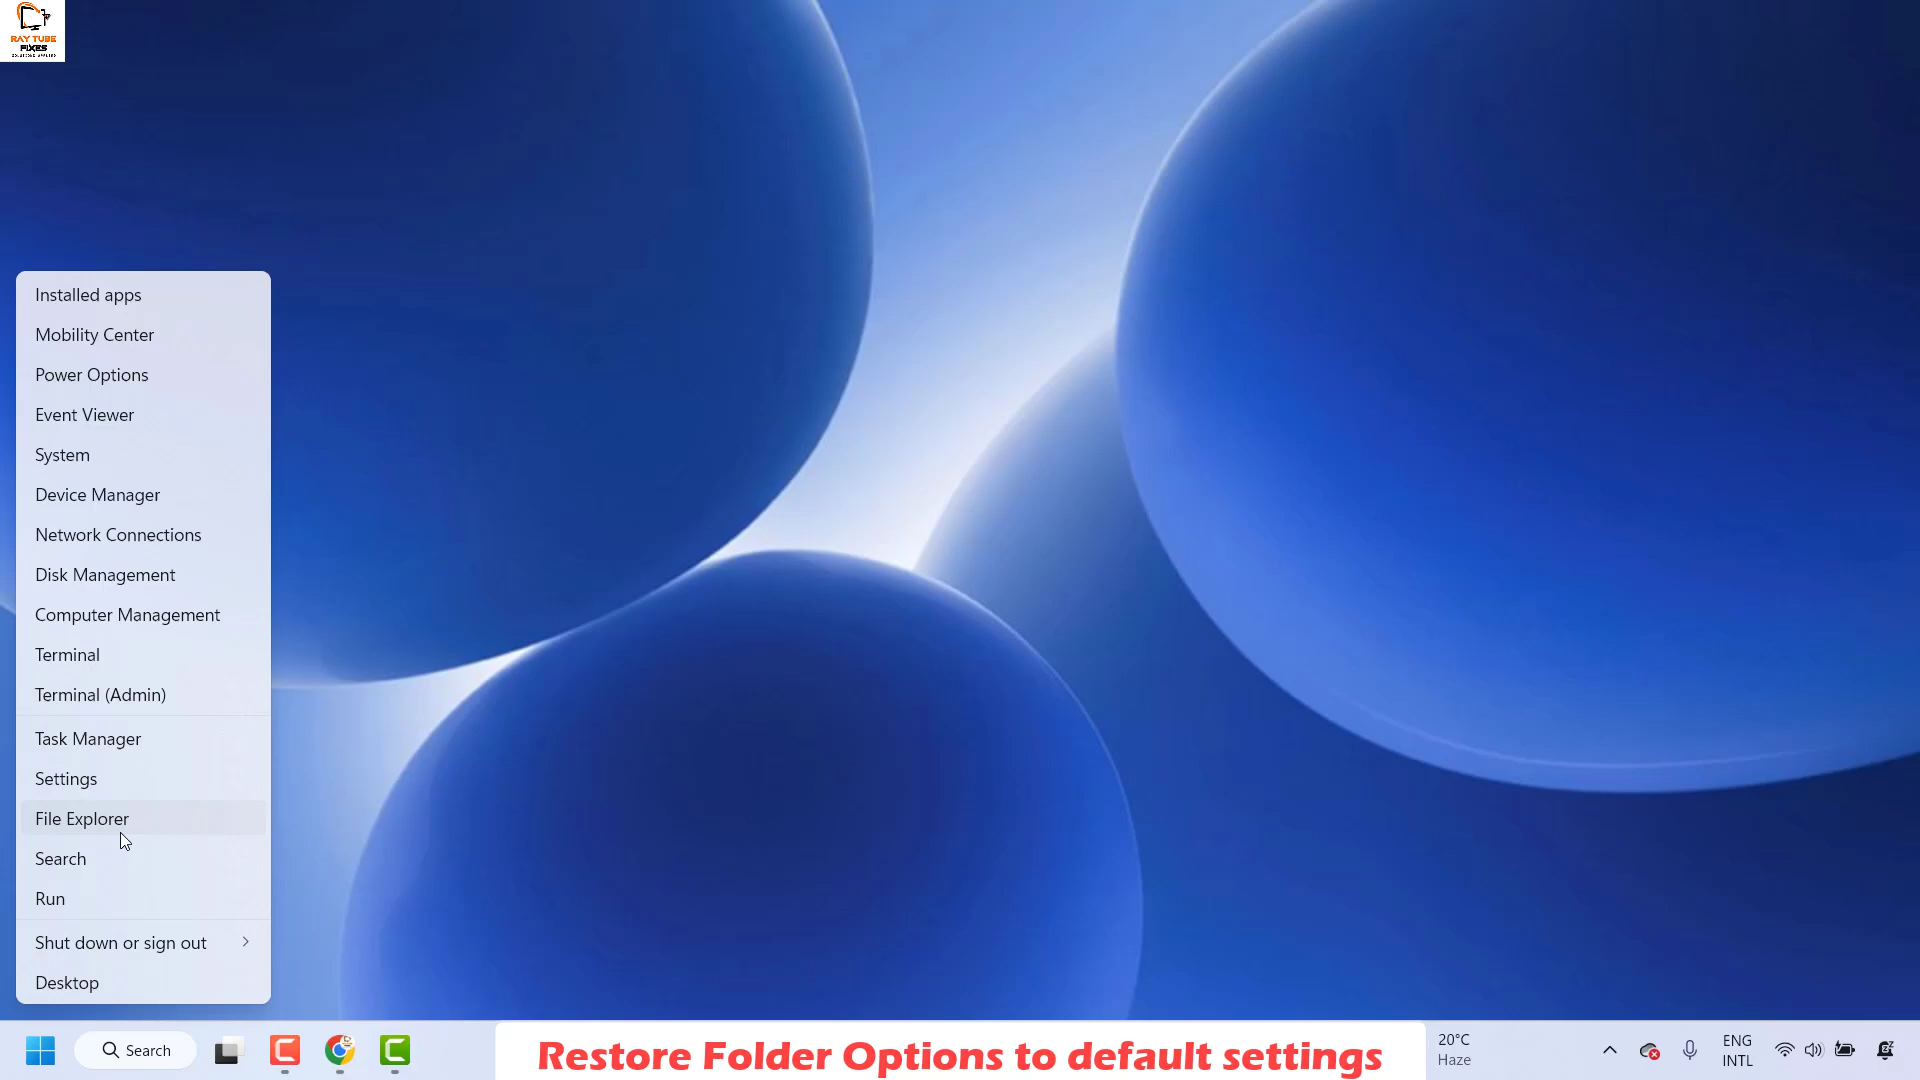 RAY TUBE
FIXES
Installed apps
Mobility Center
Power Options
Event Viewer
System
Device Manager
Network Connections
Disk Management
Computer Management
Terminal
Terminal (Admin)
Task Manager
Settings
File Explorer
Search
Run
Shut down or sign out
Desktop
Search
Restore Folder Options to default settings
20°C
Haze
ENG
INTL